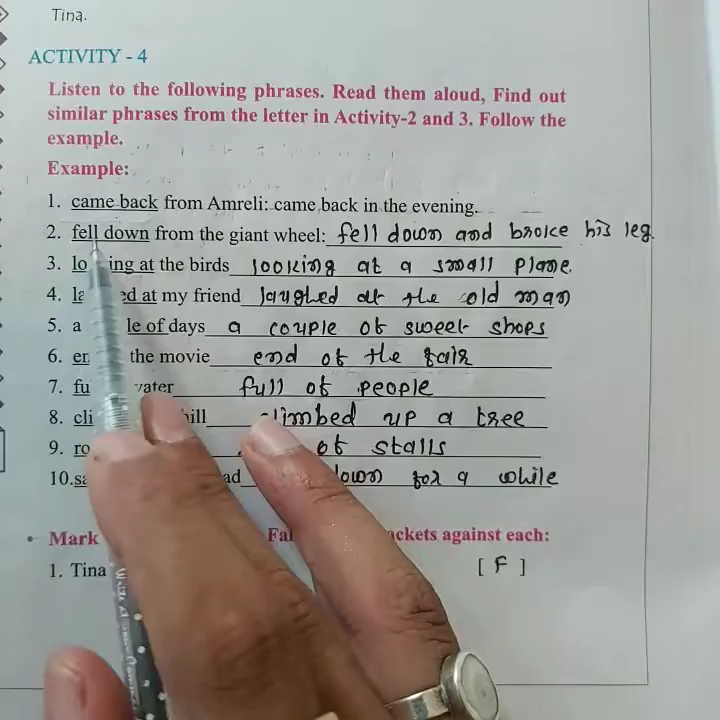 Tina.
ACTIVITY - 4
Listen to the following phrases. Read them aloud, Find out
similar phrases from the letter in Activity-2 and 3. Follow the
example.
Example:
1. came back from Amreli: came back in the evening.
2. fell down from the giant wheel: fell down and broke his leg.
3. lo ing at the birds looking at a small plane.
4. la ed at my friend laughed at the old man
5. a le of days a couple of sweet shops
6. en the movie end of the fair
7. fu water full of people
8. cli hill climbed up a tree
9. ro of stalls
10.sa ad down for a while
• Mark Fal ackets against each:
1. Tina [ F ]